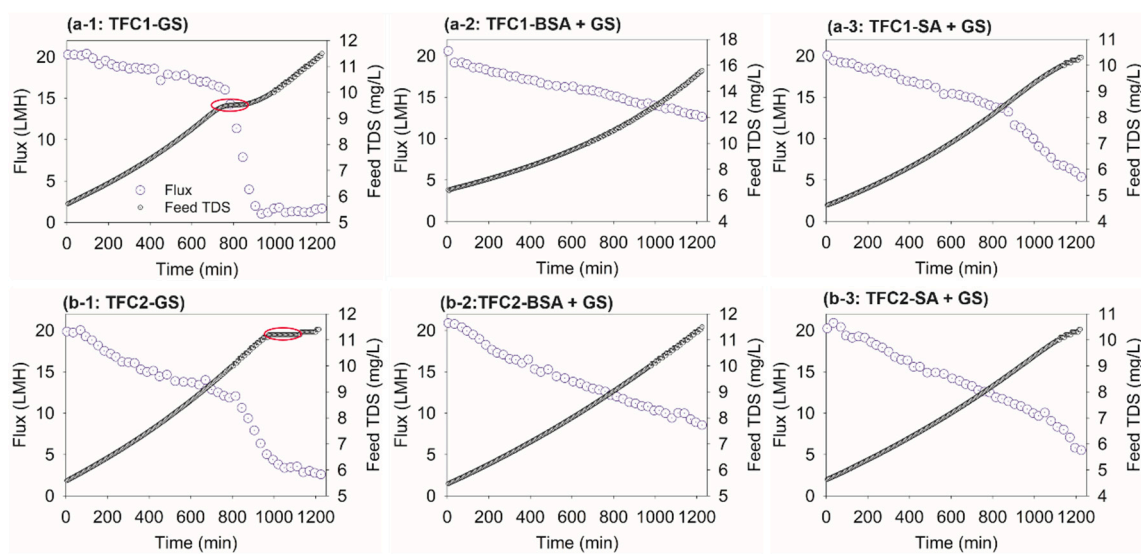 (a-1: TFC1-GS)
Flux (LMH)
20
15
10
5
0
12
11
10
9
8
7
6
5
Feed TDS (mg/L)
Flux
Feed TDS
0 200 400 600 800 1000 1200
Time (min)
(a-2: TFC1-BSA + GS)
Flux (LMH)
20
15
10
5
0
18
16
14
12
10
8
6
4
Feed TDS (mg/L)
0 200 400 600 800 1000 1200
Time (min)
(a-3: TFC1-SA + GS)
Flux (LMH)
20
15
10
5
0
11
10
9
8
7
6
5
4
Feed TDS (mg/L)
0 200 400 600 800 1000 1200
Time (min)
(b-1: TFC2-GS)
Flux (LMH)
20
15
10
5
0
12
11
10
9
8
7
6
5
Feed TDS (mg/L)
0 200 400 600 800 1000 1200
Time (min)
(b-2:TFC2-BSA + GS)
Flux (LMH)
20
15
10
5
0
12
11
10
9
8
7
6
5
Feed TDS (mg/L)
0 200 400 600 800 1000 1200
Time (min)
(b-3: TFC2-SA + GS)
Flux (LMH)
20
15
10
5
0
11
10
9
8
7
6
5
4
Feed TDS (mg/L)
0 200 400 600 800 1000 1200
Time (min)